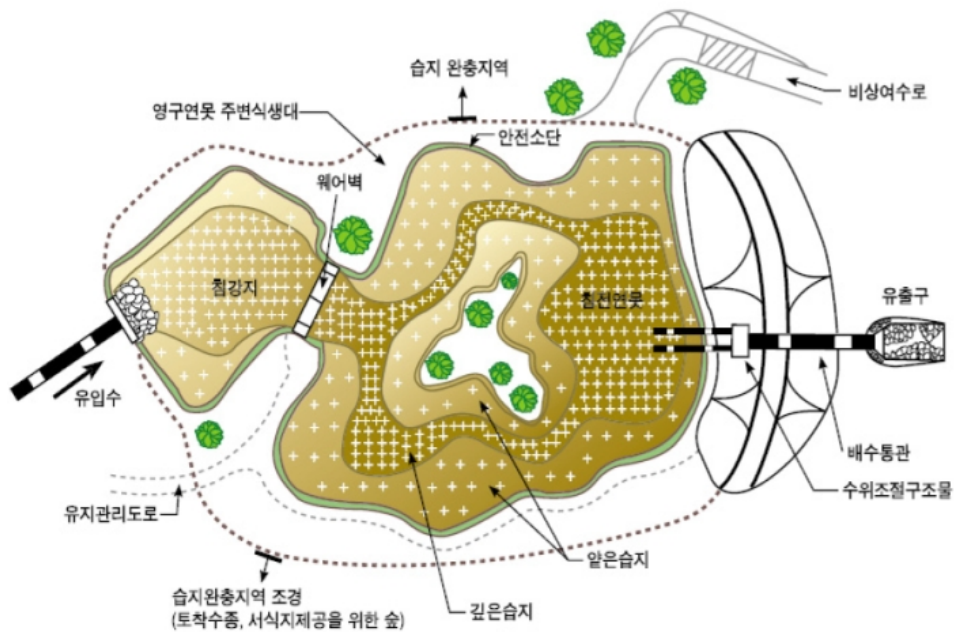 습지 완충지역
비상여수로
영구연못 주변식생대
안전소단
웨어벽
침강지
침전연못
유출구
유입수
배수통관
수위조절구조물
유지관리도로
얕은습지
습지완충지역 조경
(토착수종, 서식지제공을 위한 숲)
깊은습지